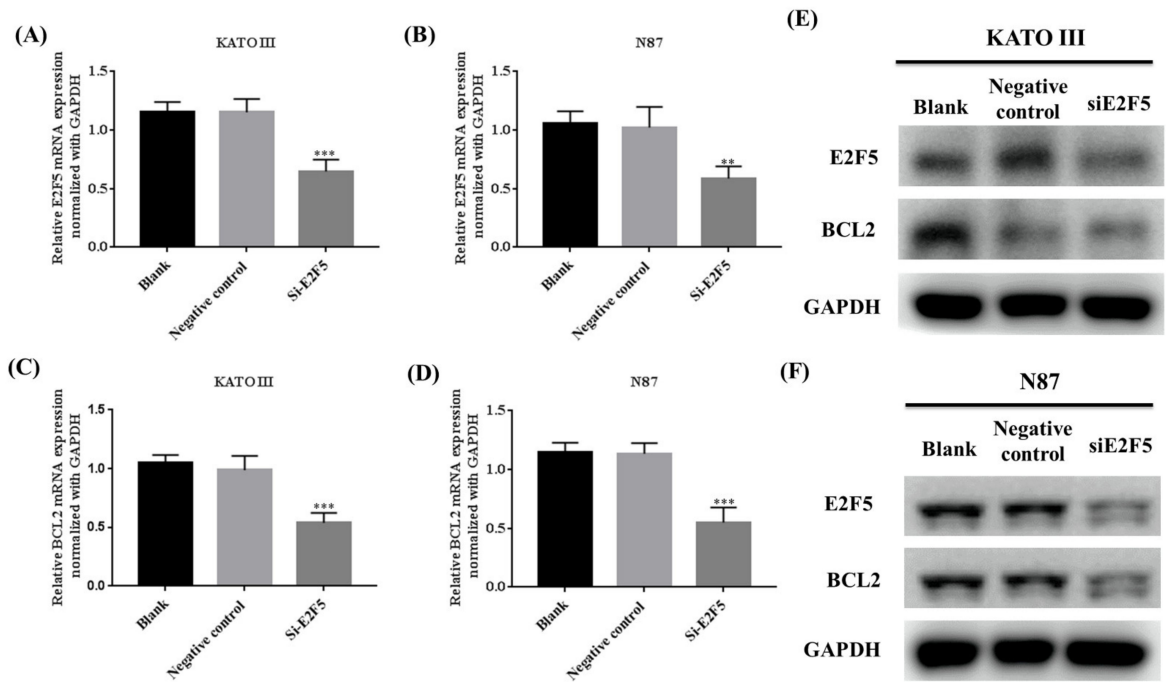 (A)
KATO III
Relative E2F5 mRNA expression
normalized with GAPDH
1.5
1.0
0.5
0.0
***
Blank
Negative control
Si-E2F5
(B)
N87
Relative E2F5 mRNA expression
normalized with GAPDH
1.5
1.0
0.5
0.0
**
Blank
Negative control
Si-E2F5
(C)
KATO III
Relative BCL2 mRNA expression
normalized with GAPDH
1.5
1.0
0.5
0.0
***
Blank
Negative control
Si-E2F5
(D)
N87
Relative BCL2 mRNA expression
normalized with GAPDH
1.5
1.0
0.5
0.0
***
Blank
Negative control
Si-E2F5
(E)
KATO III
Blank
Negative
control
siE2F5
E2F5
BCL2
GAPDH
(F)
N87
Blank
Negative
control
siE2F5
E2F5
BCL2
GAPDH